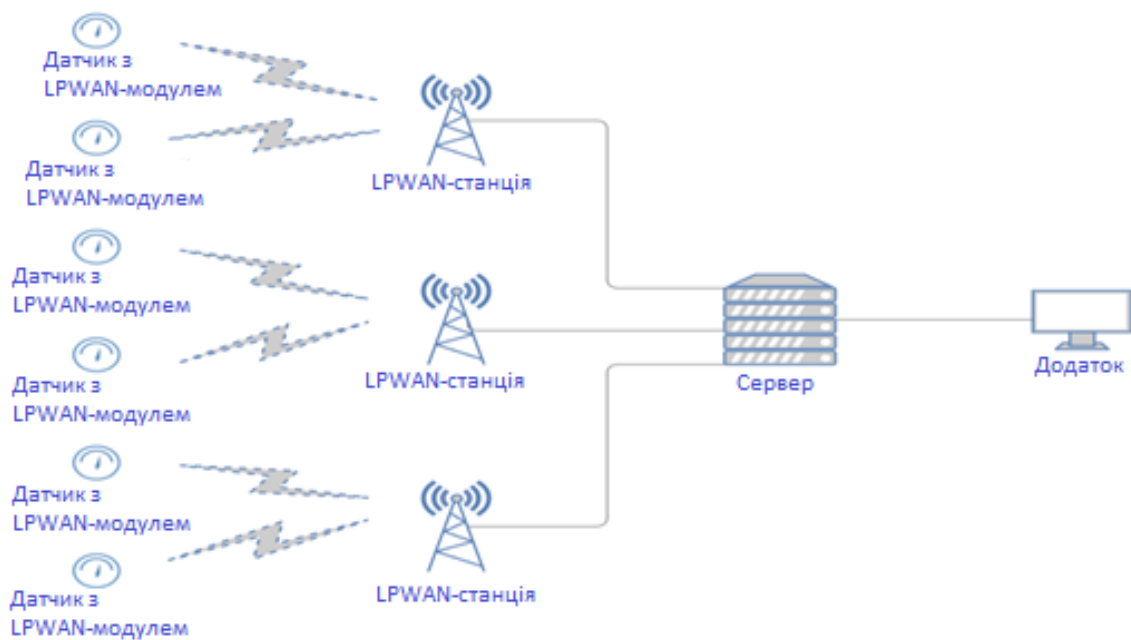 Датчик з
LPWAN-модулем
Датчик з
LPWAN-модулем
LPWAN-станція
Датчик з
LPWAN-модулем
Датчик з
LPWAN-модулем
LPWAN-станція
Сервер
Додаток
Датчик з
LPWAN-модулем
Датчик з
LPWAN-модулем
LPWAN-станція